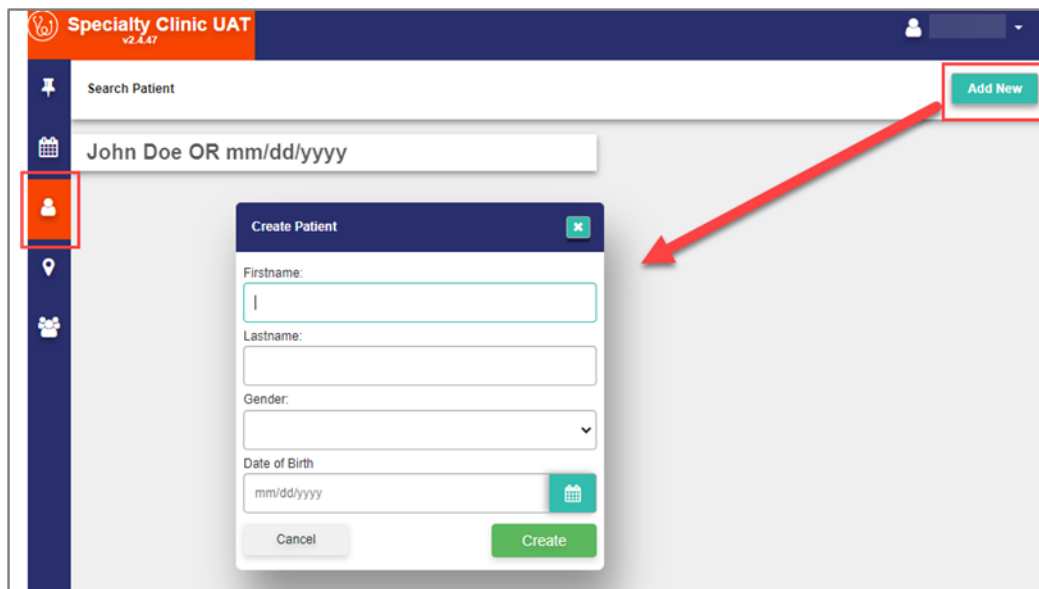 Specialty Clinic UAT
v2.4.47
Search Patient
Add New
John Doe OR mm/dd/yyyy
Create Patient
Firstname:
Lastname:
Gender:
Date of Birth
mm/dd/yyyy
Cancel
Create